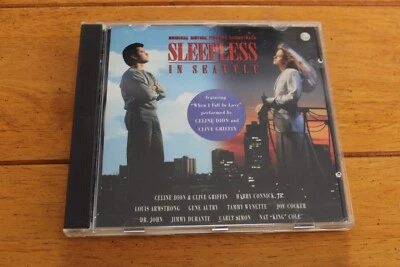 ORIGINAL MOTION PICTURE SOUNDTRACK
SLEEPLESS
IN SEATTLE
featuring
"When I Fall In Love"
performed by
CELINE DION and
CLIVE GRIFFIN
CELINE DION & CLIVE GRIFFIN HARRY CONNICK, JR.
LOUIS ARMSTRONG GENE AUTRY TAMMY WYNETTE JOE COCKER
DR. JOHN JIMMY DURANTE CARLY SIMON NAT "KING" COLE